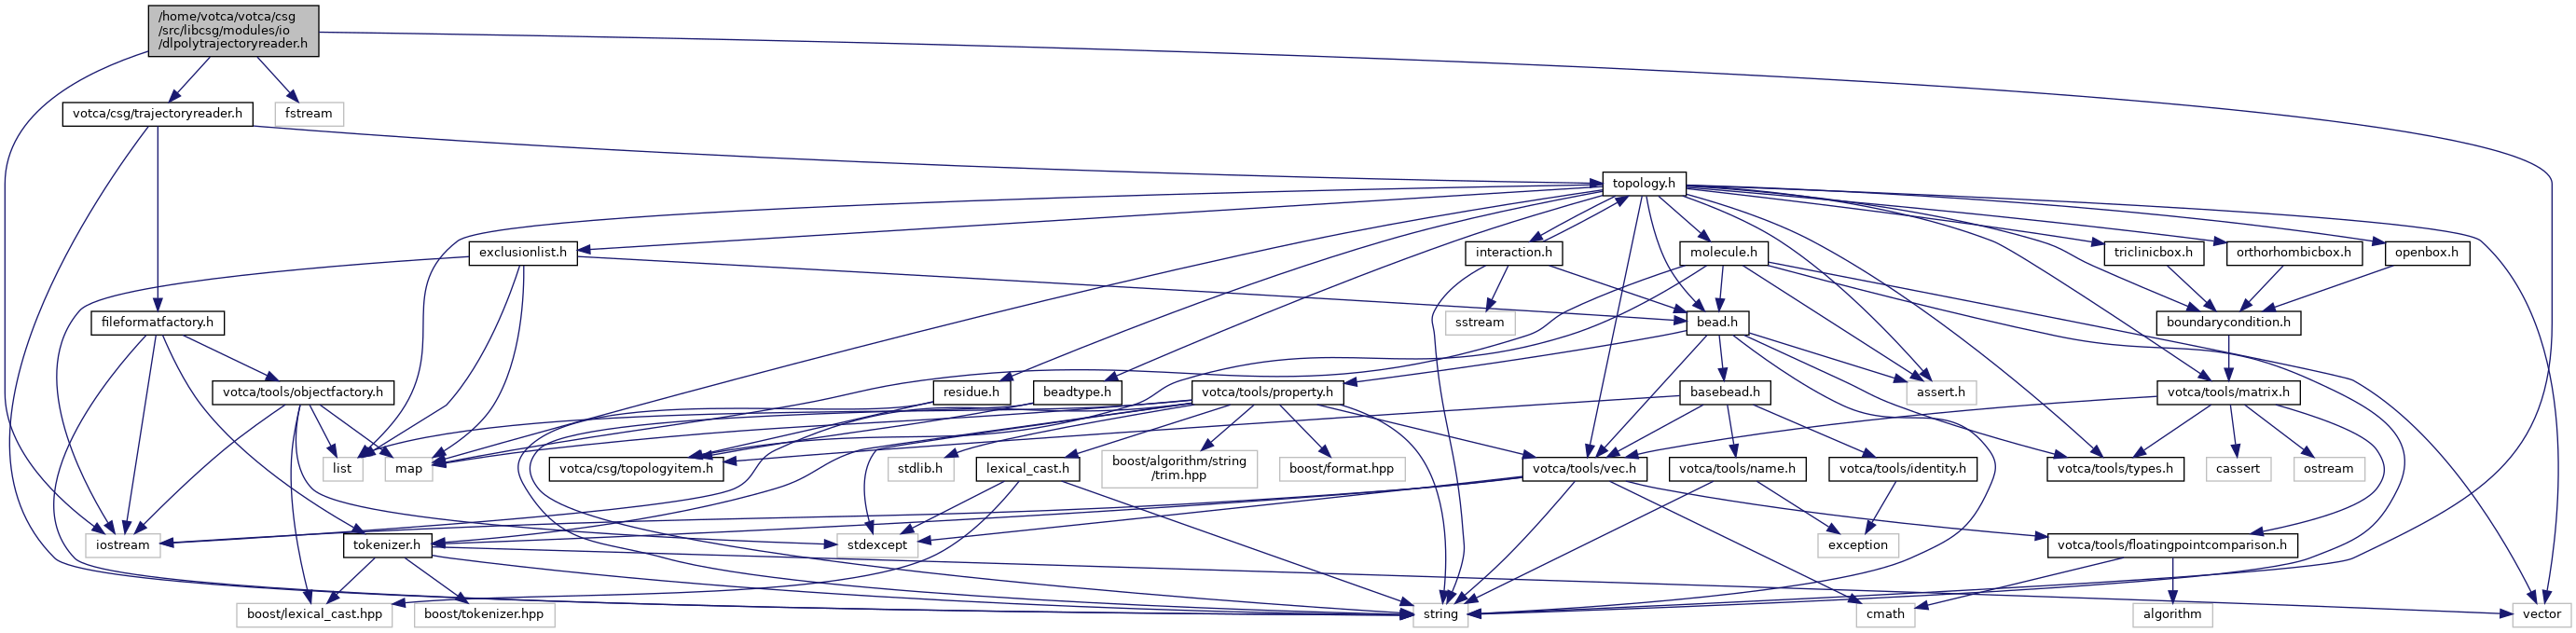 /home/votca/votca/csg
/src/libcsg/modules/io
/dlpolytrajectoryreader.h
votca/csg/trajectoryreader.h
fstream
topology.h
exclusionlist.h
interaction.h
molecule.h
triclinicbox.h
orthorhombicbox.h
openbox.h
fileformatfactory.h
sstream
bead.h
boundarycondition.h
votca/tools/objectfactory.h
residue.h
beadtype.h
votca/tools/property.h
basebead.h
assert.h
votca/tools/matrix.h
list
map
votca/csg/topologyitem.h
stdlib.h
lexical_cast.h
boost/algorithm/string
/trim.hpp
boost/format.hpp
votca/tools/vec.h
votca/tools/name.h
votca/tools/identity.h
votca/tools/types.h
cassert
ostream
iostream
tokenizer.h
stdexcept
exception
votca/tools/floatingpointcomparison.h
boost/lexical_cast.hpp
boost/tokenizer.hpp
string
cmath
algorithm
vector